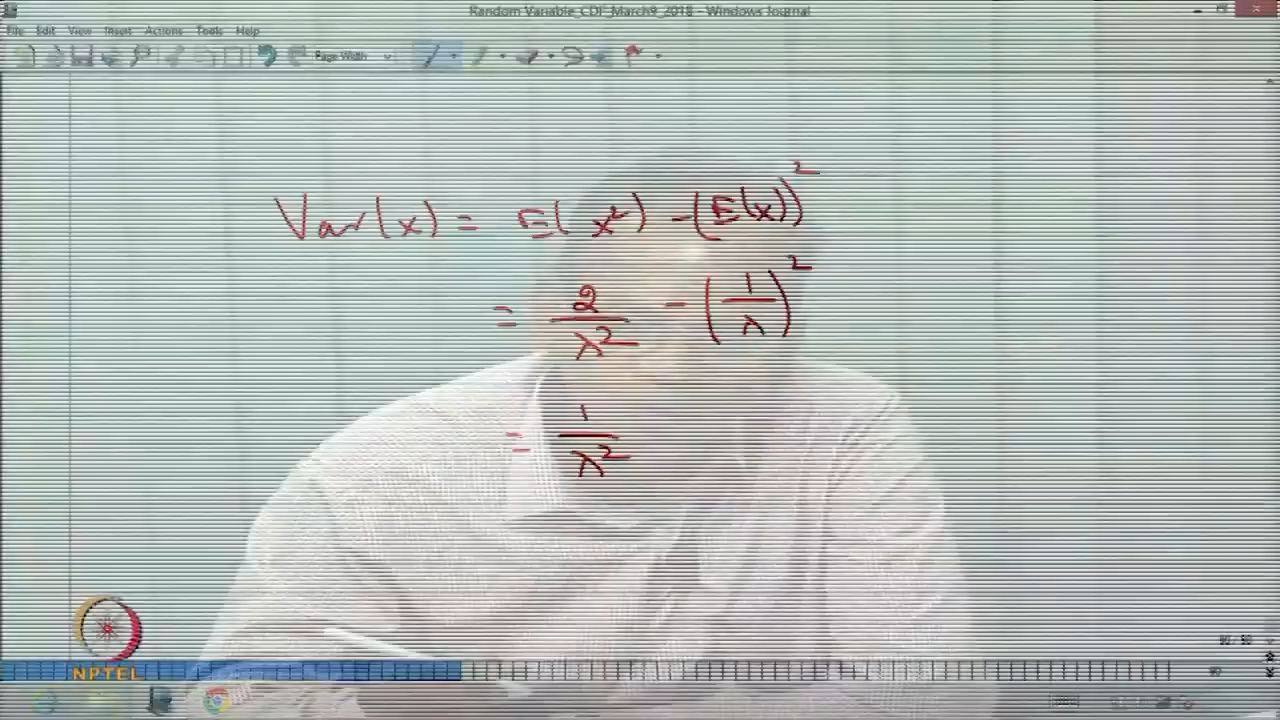 Random Variable_CDF_March9_2018 - Windows Journal
File Edit View Insert Actions Tools Help
Page Width
Var(x) = E(x²) - (E(x))²
= 2/λ² - (1/λ)²
= 1/λ²
NPTEL